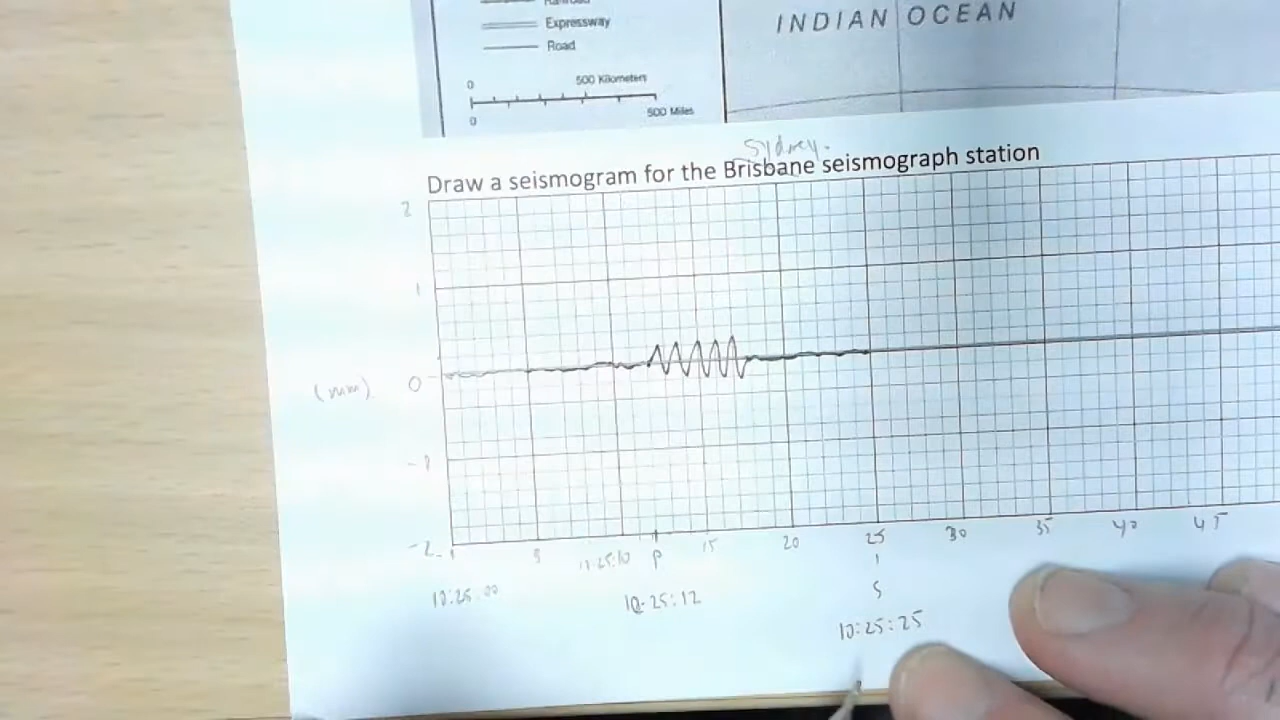 Railroad
Expressway
Road
0 500 Kilometers
0 500 Miles
INDIAN OCEAN
Sydney.
Draw a seismogram for the Brisbane seismograph station
2
1
(mm) 0
-1
-2
5 10:25:10 P 15 20 25 30 35 40 45
S
10:25:00 10:25:12 10:25:25